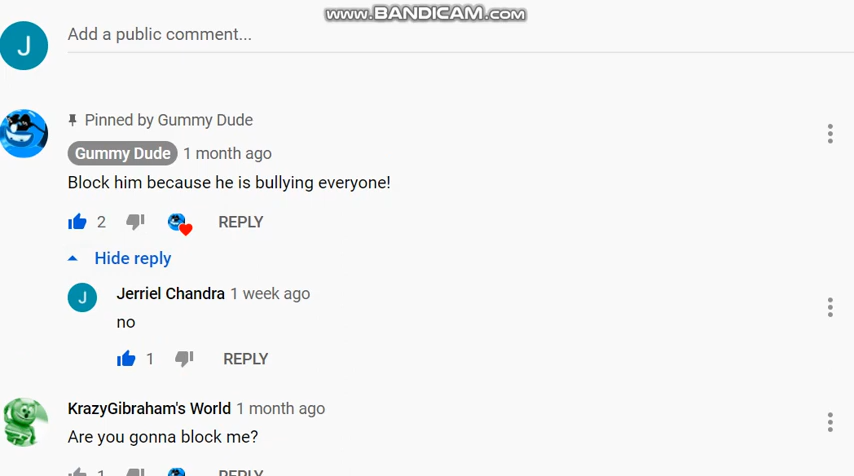 www.BANDICAM.com
J
Add a public comment...
Pinned by Gummy Dude
Gummy Dude 1 month ago
Block him because he is bullying everyone!
2 REPLY
Hide reply
J Jerriel Chandra 1 week ago
no
1 REPLY
KrazyGibraham's World 1 month ago
Are you gonna block me?
1 REPLY